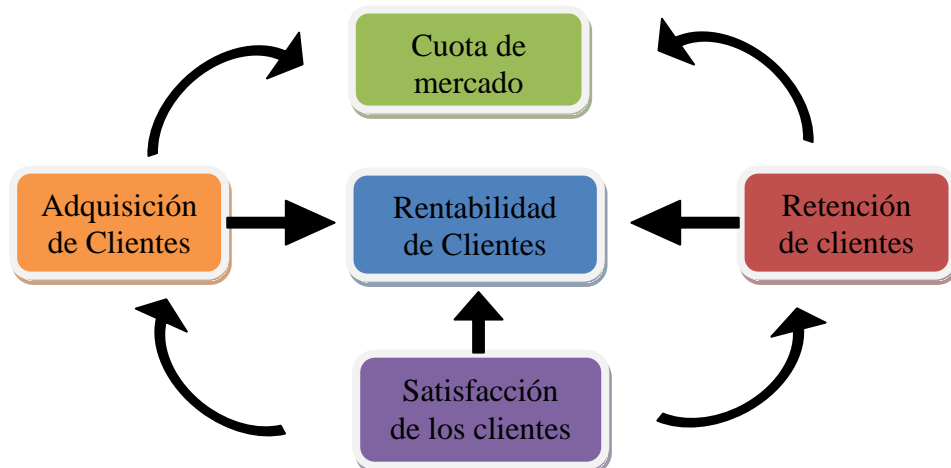 Cuota de
mercado
Adquisición
de Clientes
Rentabilidad
de Clientes
Retención
de clientes
Satisfacción
de los clientes